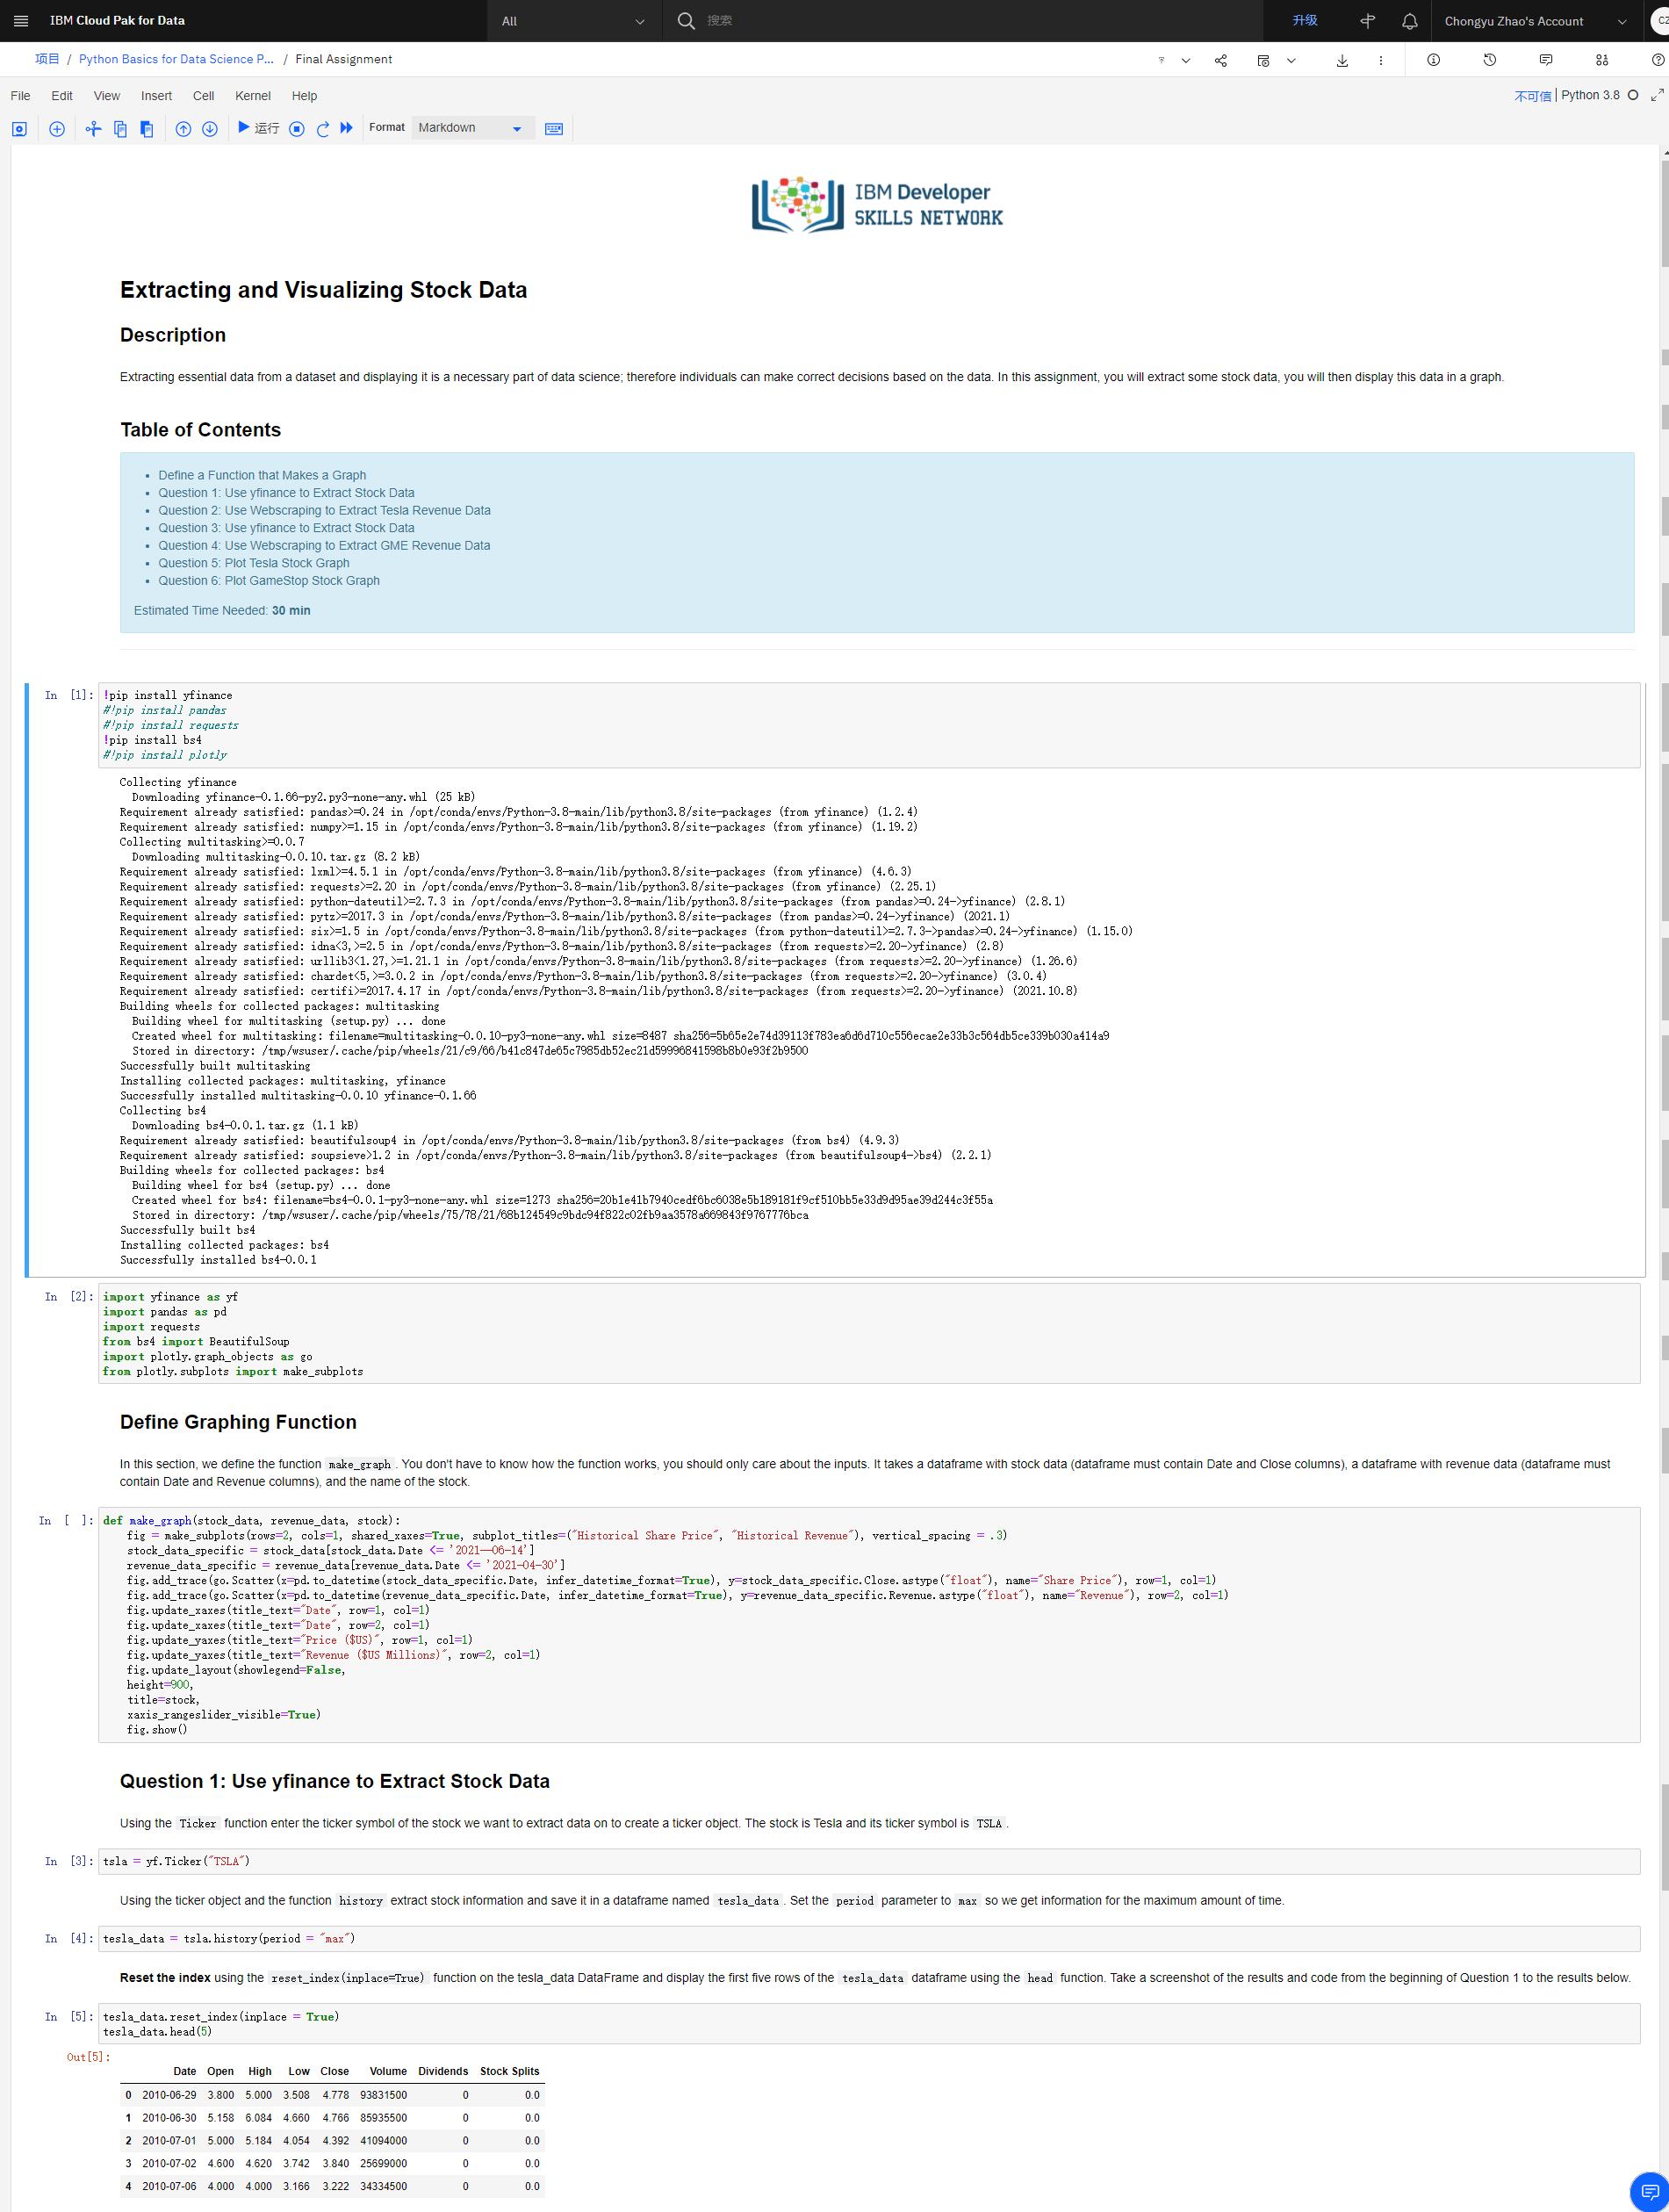 IBM Cloud Pak for Data
All
搜索
升级
Chongyu Zhao's Account
CZ
项目 / Python Basics for Data Science P... / Final Assignment
File Edit View Insert Cell Kernel Help
不可信 | Python 3.8
运行
Format
Markdown
IBM Developer
SKILLS NETWORK
Extracting and Visualizing Stock Data
Description
Extracting essential data from a dataset and displaying it is a necessary part of data science; therefore individuals can make correct decisions based on the data. In this assignment, you will extract some stock data, you will then display this data in a graph.
Table of Contents
• Define a Function that Makes a Graph
• Question 1: Use yfinance to Extract Stock Data
• Question 2: Use Webscraping to Extract Tesla Revenue Data
• Question 3: Use yfinance to Extract Stock Data
• Question 4: Use Webscraping to Extract GME Revenue Data
• Question 5: Plot Tesla Stock Graph
• Question 6: Plot GameStop Stock Graph
Estimated Time Needed: 30 min
In [1]: !pip install yfinance
#!pip install pandas
#!pip install requests
!pip install bs4
#!pip install plotly
Collecting yfinance
Downloading yfinance-0.1.66-py2.py3-none-any.whl (25 kB)
Requirement already satisfied: pandas>=0.24 in /opt/conda/envs/Python-3.8-main/lib/python3.8/site-packages (from yfinance) (1.2.4)
Requirement already satisfied: numpy>=1.15 in /opt/conda/envs/Python-3.8-main/lib/python3.8/site-packages (from yfinance) (1.19.2)
Collecting multitasking>=0.0.7
Downloading multitasking-0.0.10.tar.gz (8.2 kB)
Requirement already satisfied: lxml>=4.5.1 in /opt/conda/envs/Python-3.8-main/lib/python3.8/site-packages (from yfinance) (4.6.3)
Requirement already satisfied: requests>=2.20 in /opt/conda/envs/Python-3.8-main/lib/python3.8/site-packages (from yfinance) (2.25.1)
Requirement already satisfied: python-dateutil>=2.7.3 in /opt/conda/envs/Python-3.8-main/lib/python3.8/site-packages (from pandas>=0.24->yfinance) (2.8.1)
Requirement already satisfied: pytz>=2017.3 in /opt/conda/envs/Python-3.8-main/lib/python3.8/site-packages (from pandas>=0.24->yfinance) (2021.1)
Requirement already satisfied: six>=1.5 in /opt/conda/envs/Python-3.8-main/lib/python3.8/site-packages (from python-dateutil>=2.7.3->pandas>=0.24->yfinance) (1.15.0)
Requirement already satisfied: idna<3,>=2.5 in /opt/conda/envs/Python-3.8-main/lib/python3.8/site-packages (from requests>=2.20->yfinance) (2.8)
Requirement already satisfied: urllib3<1.27,>=1.21.1 in /opt/conda/envs/Python-3.8-main/lib/python3.8/site-packages (from requests>=2.20->yfinance) (1.26.6)
Requirement already satisfied: chardet<5,>=3.0.2 in /opt/conda/envs/Python-3.8-main/lib/python3.8/site-packages (from requests>=2.20->yfinance) (3.0.4)
Requirement already satisfied: certifi>=2017.4.17 in /opt/conda/envs/Python-3.8-main/lib/python3.8/site-packages (from requests>=2.20->yfinance) (2021.10.8)
Building wheels for collected packages: multitasking
Building wheel for multitasking (setup.py) ... done
Created wheel for multitasking: filename=multitasking-0.0.10-py3-none-any.whl size=8487 sha256=5b65e2e74d39113f783ea6d6d710c556ecae2e33b3c564db5ce339b030a414a9
Stored in directory: /tmp/wsuser/.cache/pip/wheels/21/c9/66/b41c847de65c7985db52ec21d59996841598b8b0e93f2b9500
Successfully built multitasking
Installing collected packages: multitasking, yfinance
Successfully installed multitasking-0.0.10 yfinance-0.1.66
Collecting bs4
Downloading bs4-0.0.1.tar.gz (1.1 kB)
Requirement already satisfied: beautifulsoup4 in /opt/conda/envs/Python-3.8-main/lib/python3.8/site-packages (from bs4) (4.9.3)
Requirement already satisfied: soupsieve>1.2 in /opt/conda/envs/Python-3.8-main/lib/python3.8/site-packages (from beautifulsoup4->bs4) (2.2.1)
Building wheels for collected packages: bs4
Building wheel for bs4 (setup.py) ... done
Created wheel for bs4: filename=bs4-0.0.1-py3-none-any.whl size=1273 sha256=20b1e41b7940cedf6bc6038e5b189181f9cf510bb5e33d9d95ae39d244c3f55a
Stored in directory: /tmp/wsuser/.cache/pip/wheels/75/78/21/68b124549c9bdc94f822c02fb9aa3578a669843f9767776bca
Successfully built bs4
Installing collected packages: bs4
Successfully installed bs4-0.0.1
In [2]: import yfinance as yf
import pandas as pd
import requests
from bs4 import BeautifulSoup
import plotly.graph_objects as go
from plotly.subplots import make_subplots
Define Graphing Function
In this section, we define the function make_graph. You don't have to know how the function works, you should only care about the inputs. It takes a dataframe with stock data (dataframe must contain Date and Close columns), a dataframe with revenue data (dataframe must
contain Date and Revenue columns), and the name of the stock.
In [ ]: def make_graph(stock_data, revenue_data, stock):
fig = make_subplots(rows=2, cols=1, shared_xaxes=True, subplot_titles=("Historical Share Price", "Historical Revenue"), vertical_spacing = .3)
stock_data_specific = stock_data[stock_data.Date <= '2021--06-14']
revenue_data_specific = revenue_data[revenue_data.Date <= '2021-04-30']
fig.add_trace(go.Scatter(x=pd.to_datetime(stock_data_specific.Date, infer_datetime_format=True), y=stock_data_specific.Close.astype("float"), name="Share Price"), row=1, col=1)
fig.add_trace(go.Scatter(x=pd.to_datetime(revenue_data_specific.Date, infer_datetime_format=True), y=revenue_data_specific.Revenue.astype("float"), name="Revenue"), row=2, col=1)
fig.update_xaxes(title_text="Date", row=1, col=1)
fig.update_xaxes(title_text="Date", row=2, col=1)
fig.update_yaxes(title_text="Price ($US)", row=1, col=1)
fig.update_yaxes(title_text="Revenue ($US Millions)", row=2, col=1)
fig.update_layout(showlegend=False,
height=900,
title=stock,
xaxis_rangeslider_visible=True)
fig.show()
Question 1: Use yfinance to Extract Stock Data
Using the Ticker function enter the ticker symbol of the stock we want to extract data on to create a ticker object. The stock is Tesla and its ticker symbol is TSLA.
In [3]: tsla = yf.Ticker("TSLA")
Using the ticker object and the function history extract stock information and save it in a dataframe named tesla_data. Set the period parameter to max so we get information for the maximum amount of time.
In [4]: tesla_data = tsla.history(period = "max")
Reset the index using the reset_index(inplace=True) function on the tesla_data DataFrame and display the first five rows of the tesla_data dataframe using the head function. Take a screenshot of the results and code from the beginning of Question 1 to the results below.
In [5]: tesla_data.reset_index(inplace = True)
tesla_data.head(5)
Out[5]:
Date Open High Low Close Volume Dividends Stock Splits
0 2010-06-29 3.800 5.000 3.508 4.778 93831500 0 0.0
1 2010-06-30 5.158 6.084 4.660 4.766 85935500 0 0.0
2 2010-07-01 5.000 5.184 4.054 4.392 41094000 0 0.0
3 2010-07-02 4.600 4.620 3.742 3.840 25699000 0 0.0
4 2010-07-06 4.000 4.000 3.166 3.222 34334500 0 0.0